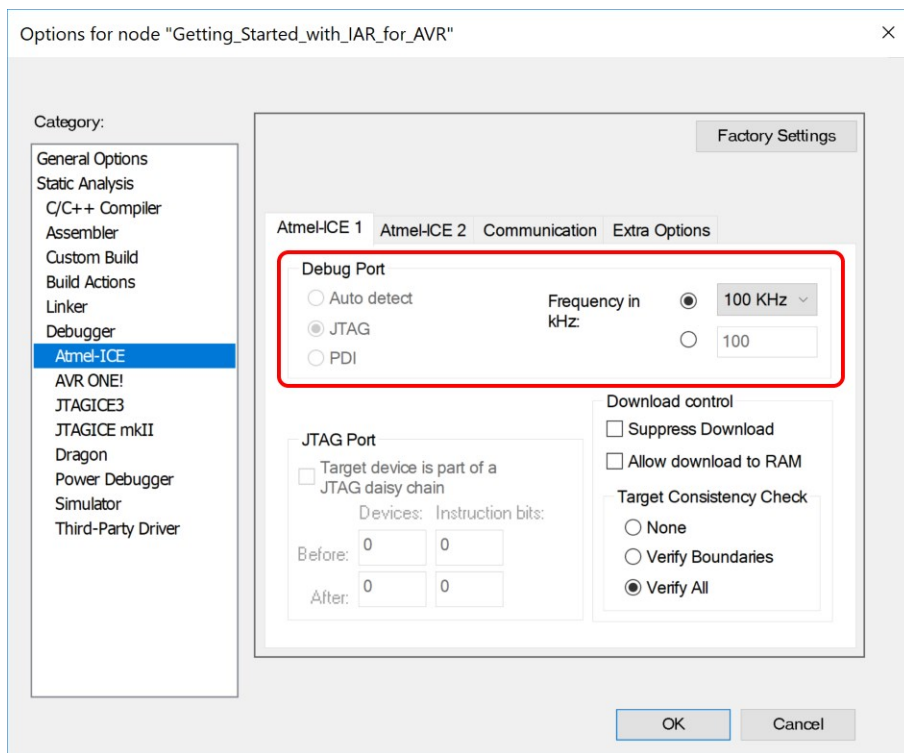 Options for node "Getting_Started_with_IAR_for_AVR"
Category:
General Options
Static Analysis
C/C++ Compiler
Assembler
Custom Build
Build Actions
Linker
Debugger
Atmel-ICE
AVR ONE!
JTAGICE3
JTAGICE mkII
Dragon
Power Debugger
Simulator
Third-Party Driver
Factory Settings
Atmel-ICE 1 Atmel-ICE 2 Communication Extra Options
Debug Port
Auto detect
JTAG
PDI
Frequency in
kHz:
100 KHz
100
JTAG Port
Target device is part of a
JTAG daisy chain
Devices: Instruction bits:
Before: 0 0
After: 0 0
Download control
Suppress Download
Allow download to RAM
Target Consistency Check
None
Verify Boundaries
Verify All
OK Cancel